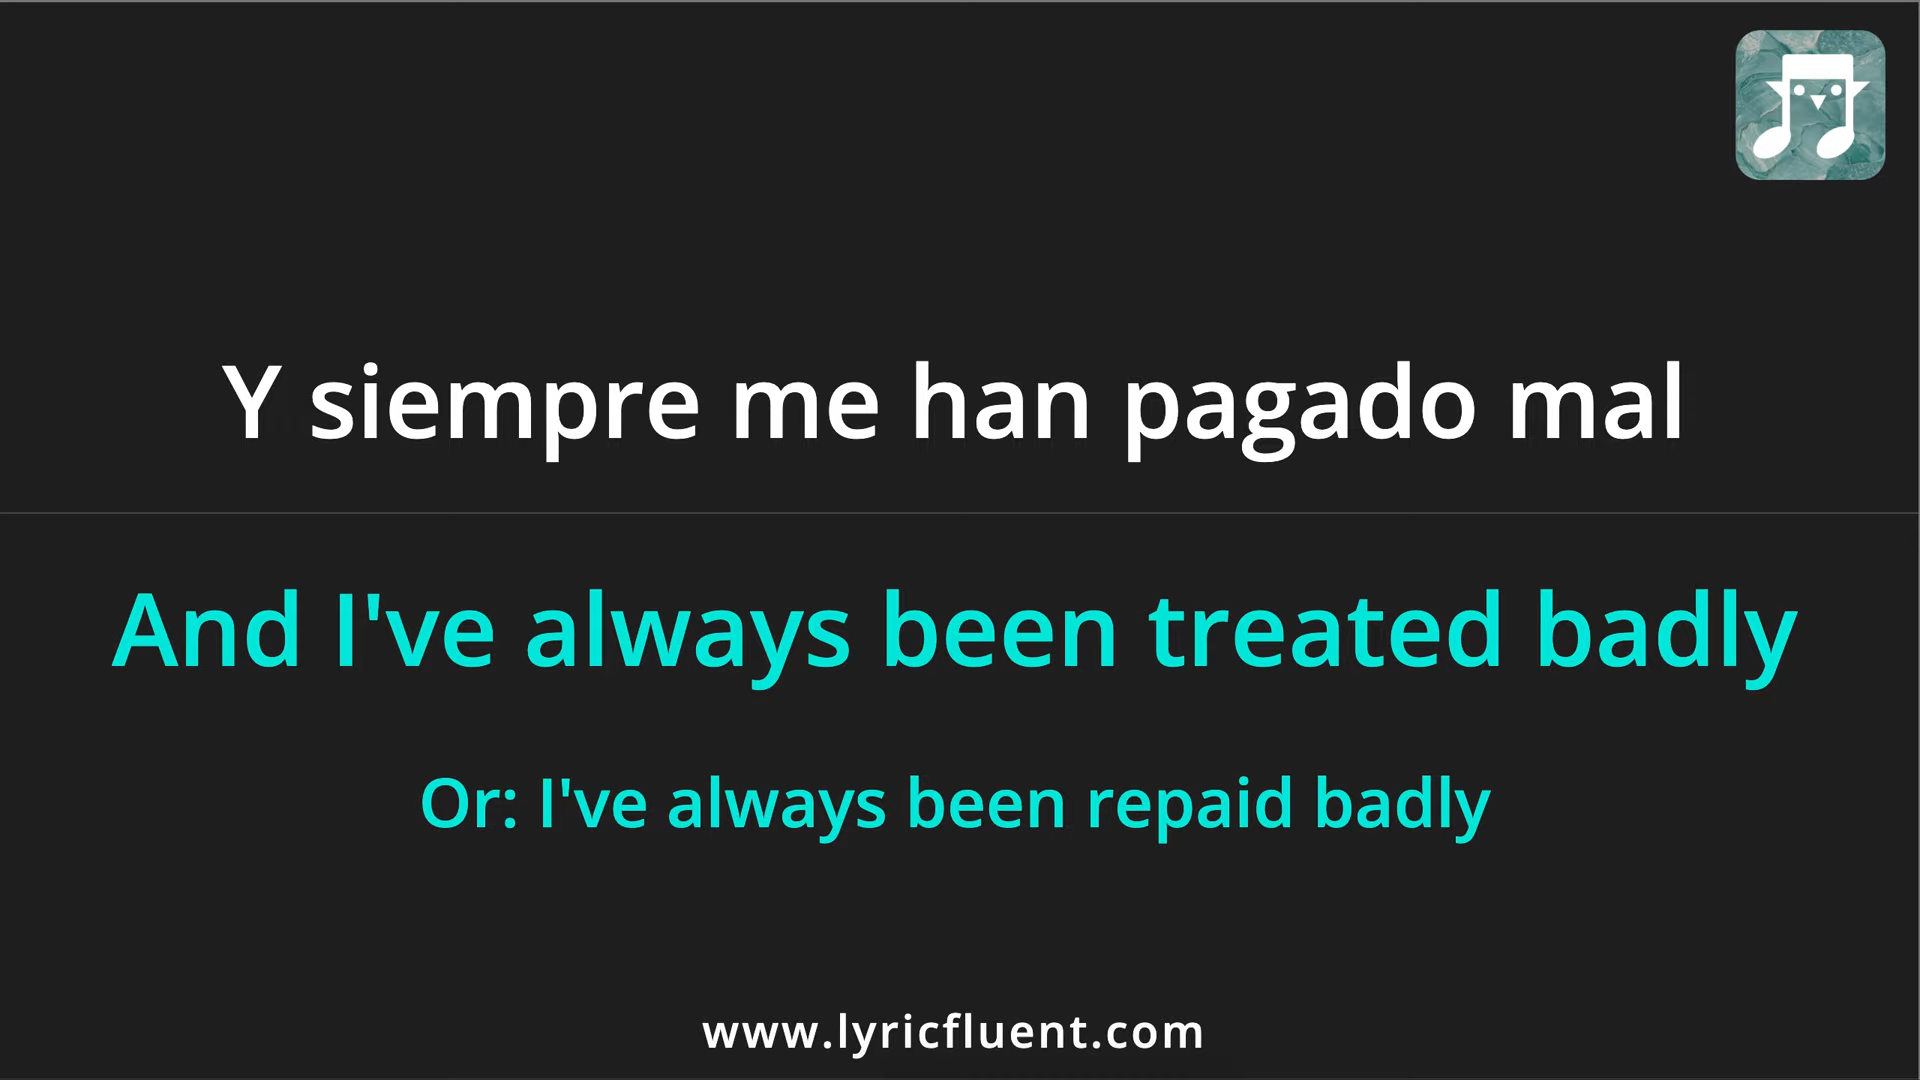 Y siempre me han pagado mal
And I've always been treated badly
Or: I've always been repaid badly
www.lyricfluent.com